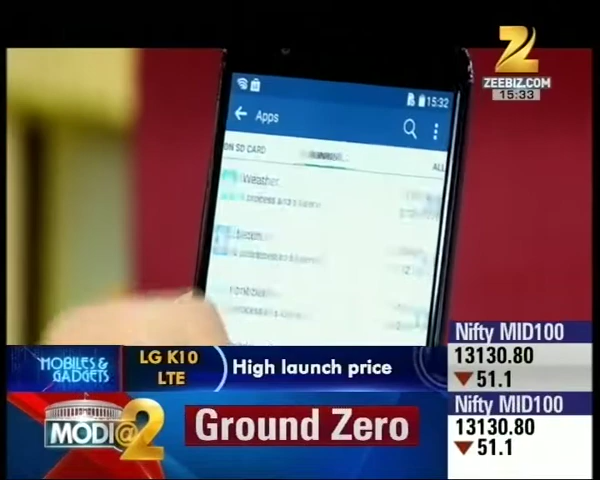 ZEEBIZ.COM
15:33
15:32
Apps
ON SD CARD
RUNNING
ALL
Weather
MOBILES &
GADGETS
LG K10
LTE
High launch price
MODI@2
Ground Zero
Nifty MID100
13130.80
51.1
Nifty MID100
13130.80
51.1